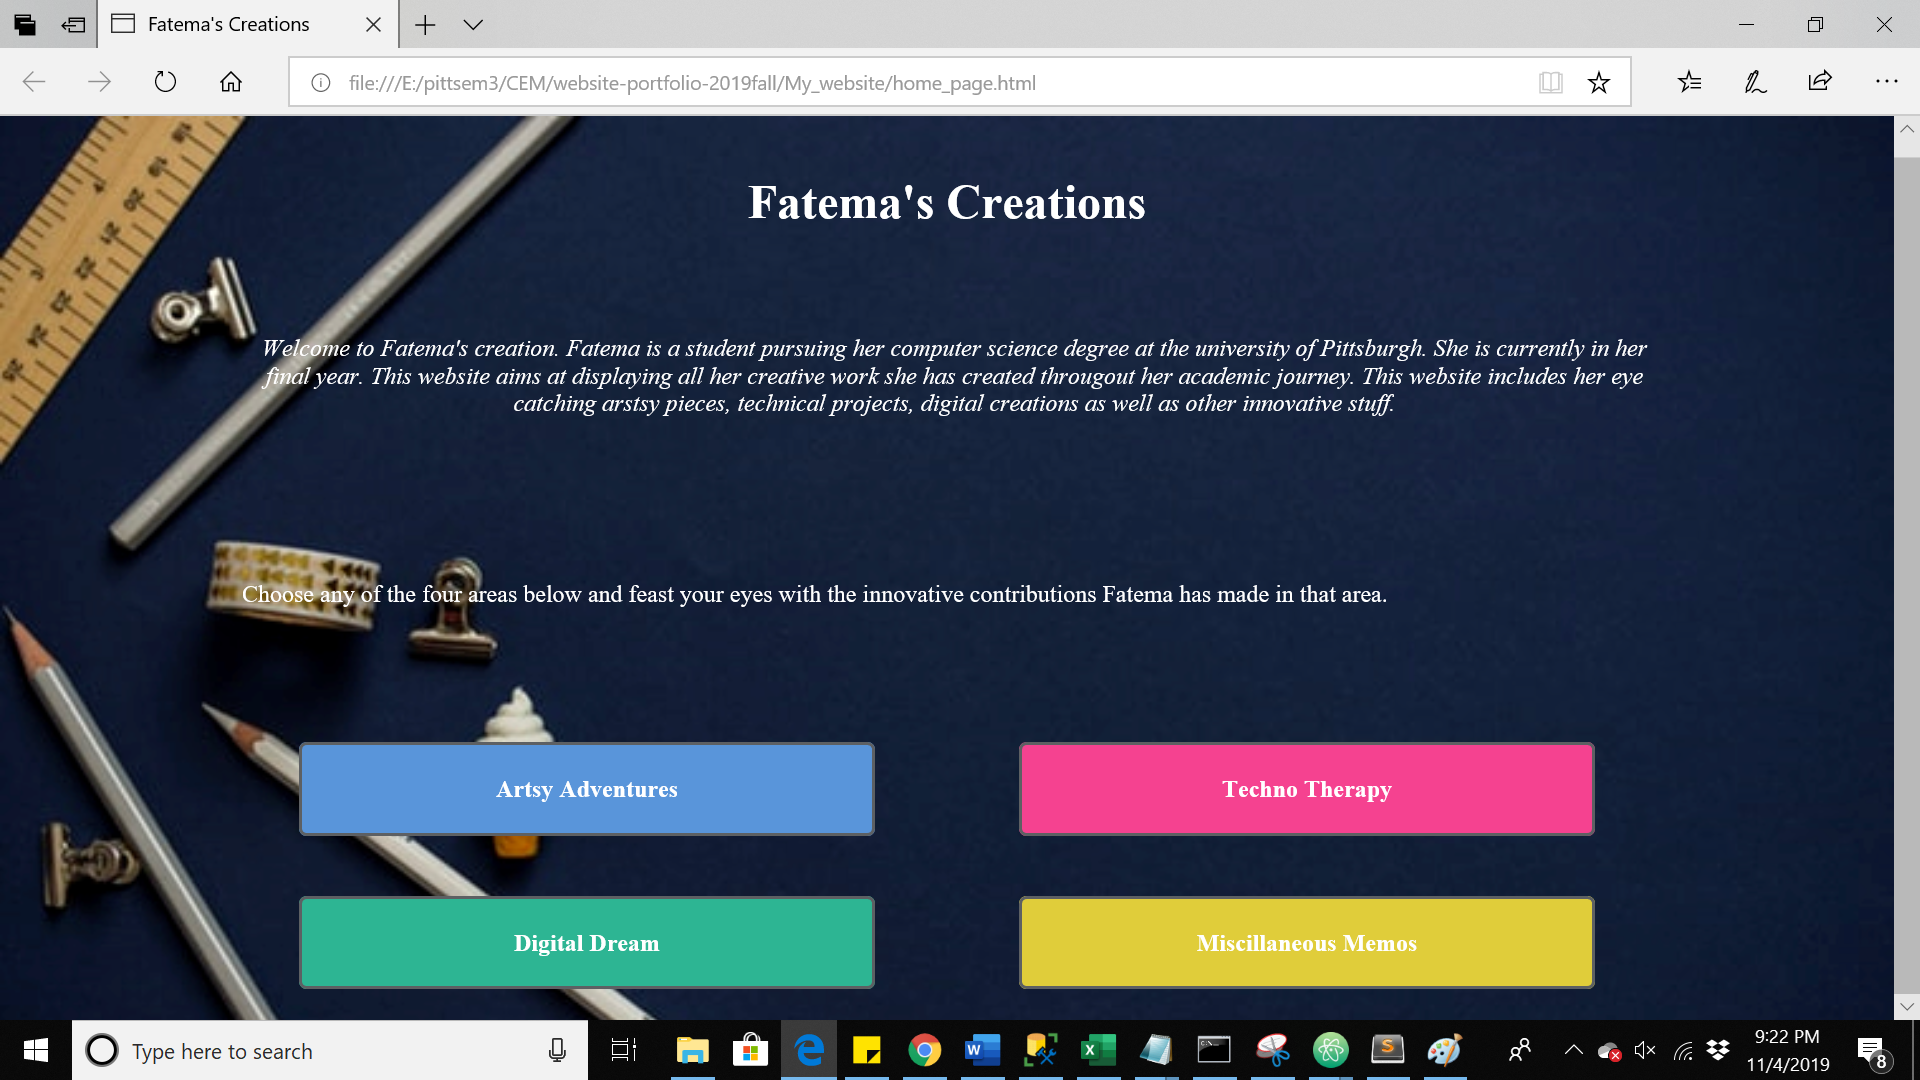 Fatema's Creations
file:///E:/pittsem3/CEM/website-portfolio-2019fall/My_website/home_page.html
Fatema's Creations
Welcome to Fatema's creation. Fatema is a student pursuing her computer science degree at the university of Pittsburgh. She is currently in her
final year. This website aims at displaying all her creative work she has created througout her academic journey. This website includes her eye
catching arstsy pieces, technical projects, digital creations as well as other innovative stuff.
Choose any of the four areas below and feast your eyes with the innovative contributions Fatema has made in that area.
Artsy Adventures
Techno Therapy
Digital Dream
Miscillaneous Memos
Type here to search
9:22 PM
11/4/2019
8